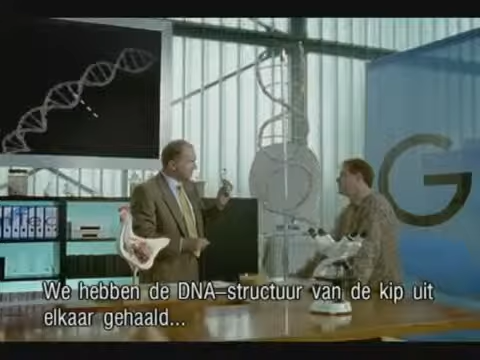 G
We hebben de DNA-structuur van de kip uit
elkaar gehaald...